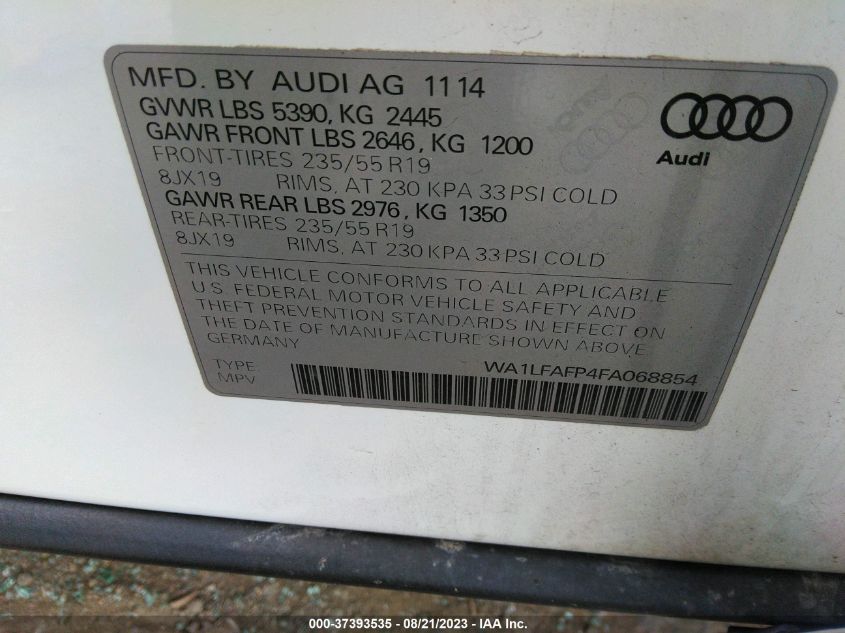 MFD. BY AUDI AG 11 14
GVWR LBS 5390, KG 2445
GAWR FRONT LBS 2646, KG 1200
FRONT-TIRES 235/55 R19
8JX19 RIMS, AT 230 KPA 33 PSI COLD
GAWR REAR LBS 2976, KG 1350
REAR-TIRES 235/55 R19
8JX19 RIMS, AT 230 KPA 33 PSI COLD
Audi
THIS VEHICLE CONFORMS TO ALL APPLICABLE
U.S. FEDERAL MOTOR VEHICLE SAFETY AND
THEFT PREVENTION STANDARDS IN EFFECT ON
THE DATE OF MANUFACTURE SHOWN ABOVE
GERMANY
TYPE:
MPV
WA1LFAFP4FA068854
000-37393535 - 08/21/2023 - IAA Inc.